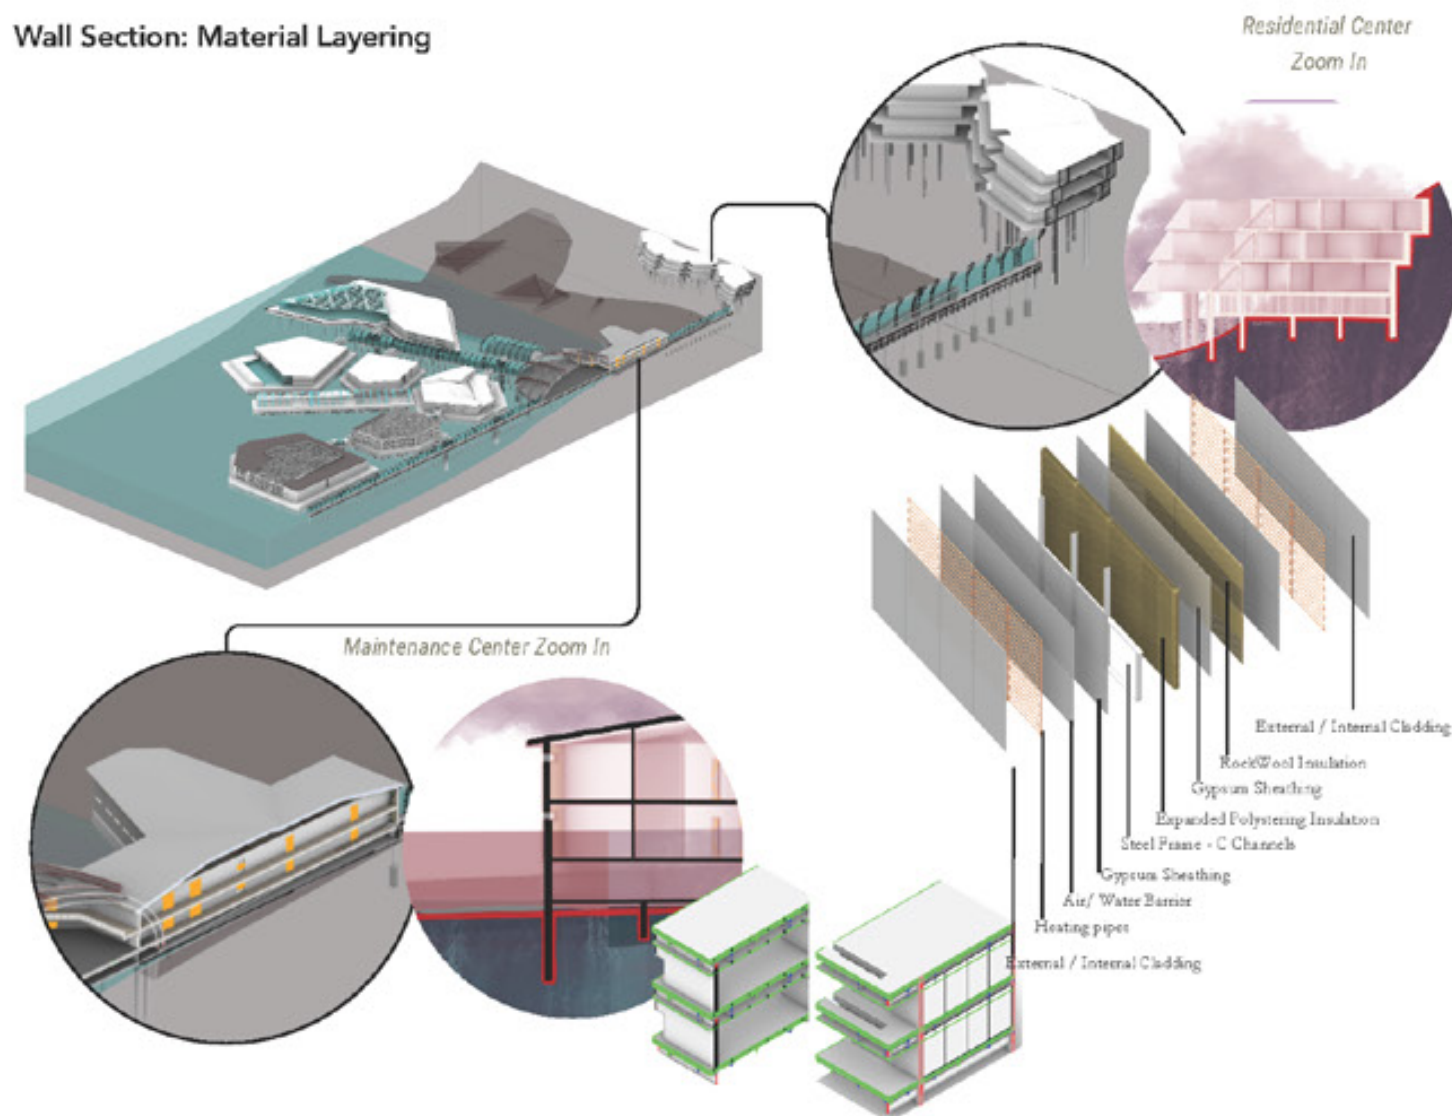 Wall Section: Material Layering
Residential Center
Zoom In
Maintenance Center Zoom In
External / Internal Cladding
RockWool Insulation
Gypsum Sheathing
Expanded Polystering Insulation
Steel Frame - C Channels
Gypsum Sheathing
Air/ Water Barrier
Heating pipes
External / Internal Cladding